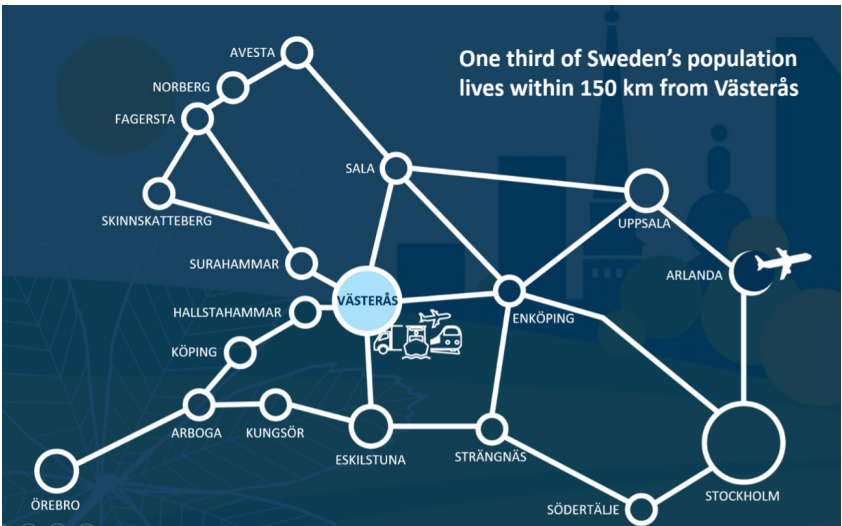 One third of Sweden's population
lives within 150 km from Västerås
AVESTA
NORBERG
FAGERSTA
SALA
SKINNSKATTEBERG
UPPSALA
SURAHAMMAR
ARLANDA
VÄSTERÅS
HALLSTAHAMMAR
ENKÖPING
KÖPING
ARBOGA
KUNGSÖR
ESKILSTUNA
STRÄNGNÄS
STOCKHOLM
ÖREBRO
SÖDERTÄLJE